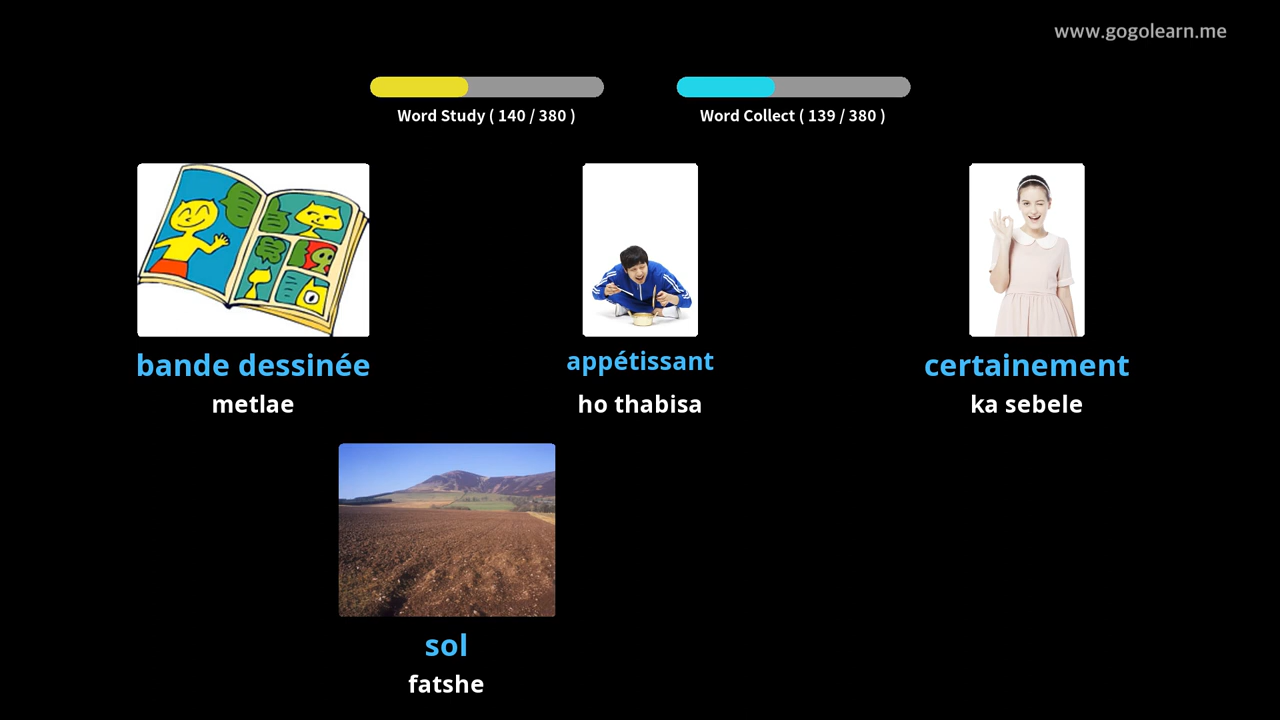 www.gogolearn.me
Word Study ( 140 / 380 )
Word Collect ( 139 / 380 )
bande dessinée
metlae
appétissant
ho thabisa
certainement
ka sebele
sol
fatshe